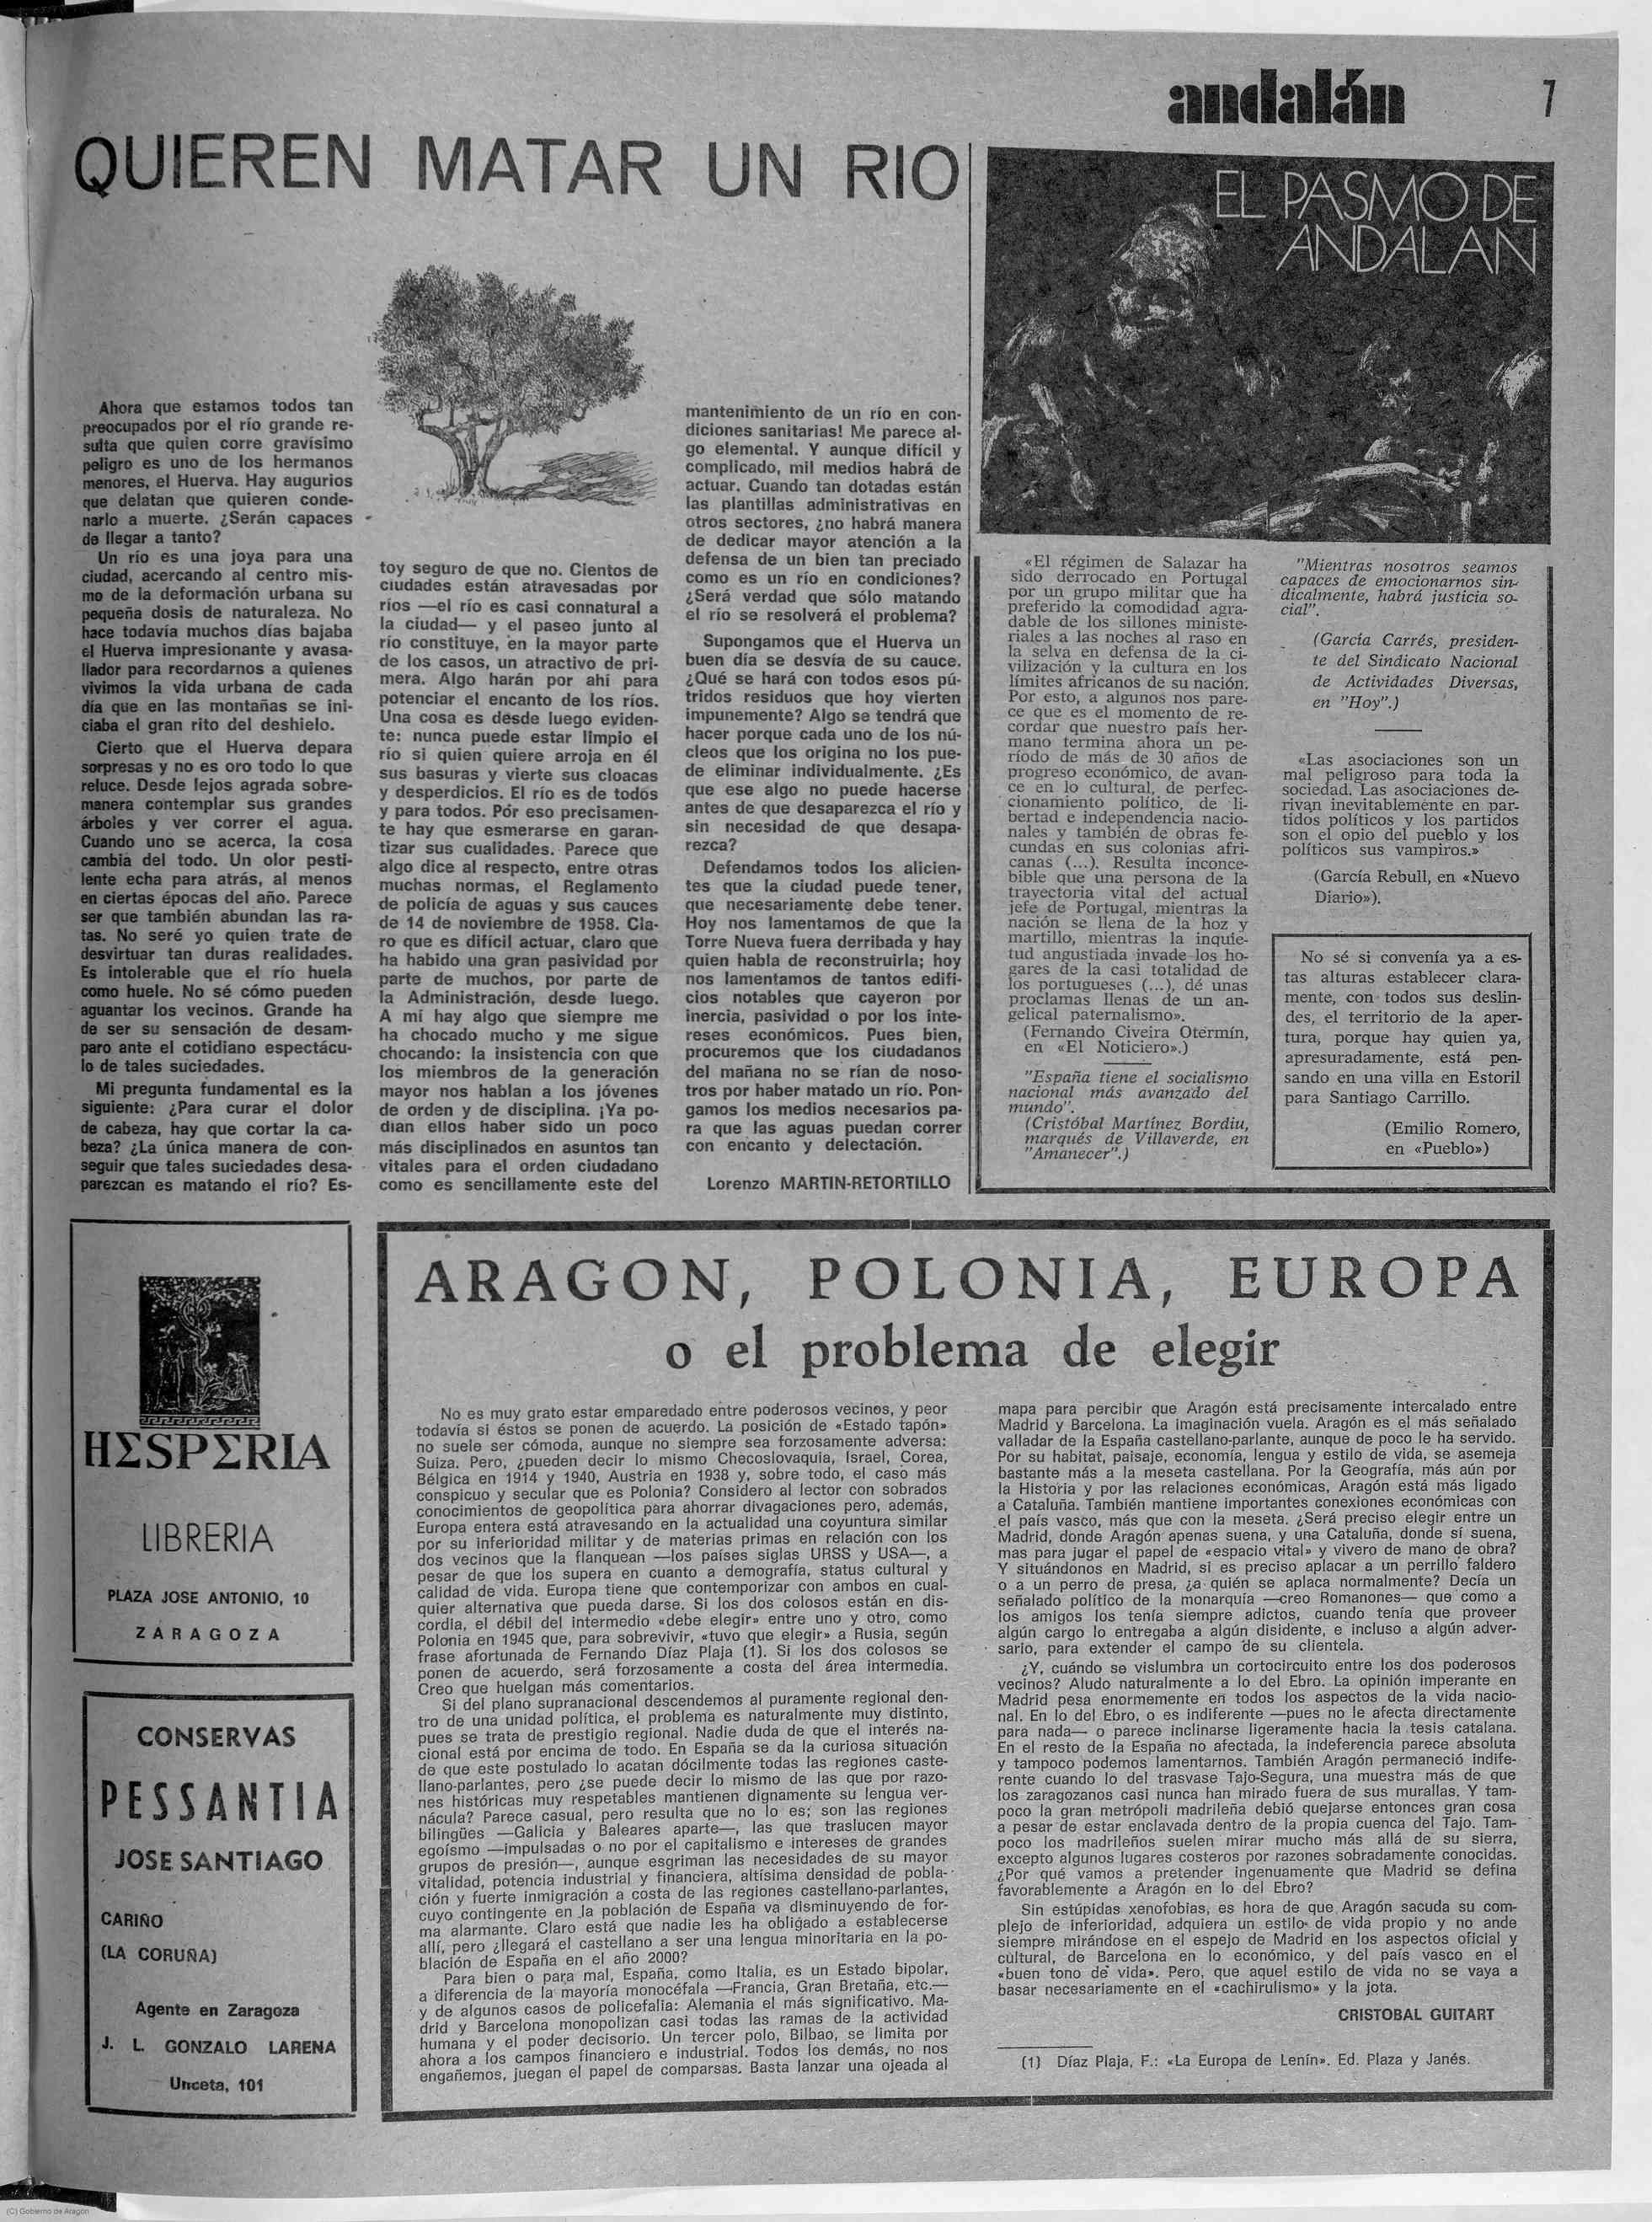 andalán
7
QUIEREN MATAR UN RIO
Ahora que estamos todos tan
preocupados por el río grande re-
sulta que quien corre gravísimo
peligro es uno de los hermanos
menores, el Huerva. Hay augurios
que delatan que quieren conde-
narlo a muerte. ¿Serán capaces
de llegar a tanto?
Un río es una joya para una
ciudad, acercando al centro mis-
mo de la deformación urbana su
pequeña dosis de naturaleza. No
hace todavía muchos días bajaba
el Huerva impresionante y avasa-
llador para recordarnos a quienes
vivimos la vida urbana de cada
día que en las montañas se ini-
ciaba el gran rito del deshielo.
Cierto que el Huerva depara
sorpresas y no es oro todo lo que
reluce. Desde lejos agrada sobre-
manera contemplar sus grandes
árboles y ver correr el agua.
Cuando uno se acerca, la cosa
cambia del todo. Un olor pesti-
lente echa para atrás, al menos
en ciertas épocas del año. Parece
ser que también abundan las ra-
tas. No seré yo quien trate de
desvirtuar tan duras realidades.
Es intolerable que el río huela
como huele. No sé cómo pueden
aguantar los vecinos. Grande ha
de ser su sensación de desam-
paro ante el cotidiano espectácu-
lo de tales suciedades.
Mi pregunta fundamental es la
siguiente: ¿Para curar el dolor
de cabeza, hay que cortar la ca-
beza? ¿La única manera de con-
seguir que tales suciedades desa-
parezcan es matando el río? Es-
toy seguro de que no. Cientos de
ciudades están atravesadas por
ríos —el río es casi connatural a
la ciudad— y el paseo junto al
río constituye, en la mayor parte
de los casos, un atractivo de pri-
mera. Algo harán por ahí para
potenciar el encanto de los ríos.
Una cosa es desde luego eviden-
te: nunca puede estar limpio el
río si quien quiere arroja en él
sus basuras y vierte sus cloacas
y desperdicios. El río es de todos
y para todos. Por eso precisamen-
te hay que esmerarse en garan-
tizar sus cualidades. Parece que
algo dice al respecto, entre otras
muchas normas, el Reglamento
de policía de aguas y sus cauces
de 14 de noviembre de 1958. Cla-
ro que es difícil actuar, claro que
ha habido una gran pasividad por
parte de muchos, por parte de
la Administración, desde luego.
A mí hay algo que siempre me
ha chocado mucho y me sigue
chocando: la insistencia con que
los miembros de la generación
mayor nos hablan a los jóvenes
de orden y de disciplina. ¡Ya po-
dían ellos haber sido un poco
más disciplinados en asuntos tan
vitales para el orden ciudadano
como es sencillamente este del
mantenimiento de un río en con-
diciones sanitarias! Me parece al-
go elemental. Y aunque difícil y
complicado, mil medios habrá de
actuar. Cuando tan dotadas están
las plantillas administrativas en
otros sectores, ¿no habrá manera
de dedicar mayor atención a la
defensa de un bien tan preciado
como es un río en condiciones?
¿Será verdad que sólo matando
el río se resolverá el problema?
Supongamos que el Huerva un
buen día se desvía de su cauce.
¿Qué se hará con todos esos pú-
tridos residuos que hoy vierten
impunemente? Algo se tendrá que
hacer porque cada uno de los nú-
cleos que los origina no los pue-
de eliminar individualmente. ¿Es
que ese algo no puede hacerse
antes de que desaparezca el río y
sin necesidad de que desapa-
rezca?
Defendamos todos los alicien-
tes que la ciudad puede tener,
que necesariamente debe tener.
Hoy nos lamentamos de que la
Torre Nueva fuera derribada y hay
quien habla de reconstruirla; hoy
nos lamentamos de tantos edifi-
cios notables que cayeron por
inercia, pasividad o por los inte-
reses económicos. Pues bien,
procuremos que los ciudadanos
del mañana no se rían de noso-
tros por haber matado un río. Pon-
gamos los medios necesarios pa-
ra que las aguas puedan correr
con encanto y delectación.
Lorenzo MARTIN-RETORTILLO
EL PASMO DE
ANDALAN
«El régimen de Salazar ha
sido derrocado en Portugal
por un grupo militar que ha
preferido la comodidad agra-
dable de los sillones ministe-
riales a las noches al raso en
la selva en defensa de la ci-
vilización y la cultura en los
límites africanos de su nación.
Por esto, a algunos nos pare-
ce que es el momento de re-
cordar que nuestro país her-
mano termina ahora un pe-
ríodo de más de 30 años de
progreso económico, de avan-
ce en lo cultural, de perfec-
cionamiento político, de li-
bertad e independencia nacio-
nales y también de obras fe-
cundas en sus colonias afri-
canas (...). Resulta inconce-
bible que una persona de la
trayectoria vital del actual
jefe de Portugal, mientras la
nación se llena de la hoz y
martillo, mientras la inquie-
tud angustiada invade los ho-
gares de la casi totalidad de
los portugueses (...), dé unas
proclamas llenas de un an-
gelical paternalismo».
(Fernando Civeira Otermín,
en «El Noticiero».)
"España tiene el socialismo
nacional más avanzado del
mundo".
(Cristóbal Martínez Bordiu,
marqués de Villaverde, en
"Amanecer".)
"Mientras nosotros seamos
capaces de emocionarnos sin-
dicalmente, habrá justicia so-
cial".
(García Carrés, presiden-
te del Sindicato Nacional
de Actividades Diversas,
en "Hoy".)
«Las asociaciones son un
mal peligroso para toda la
sociedad. Las asociaciones de-
rivan inevitablemente en par-
tidos políticos y los partidos
son el opio del pueblo y los
políticos sus vampiros.»
(García Rebull, en «Nuevo
Diario»).
No sé si convenía ya a es-
tas alturas establecer clara-
mente, con todos sus deslin-
des, el territorio de la aper-
tura, porque hay quien ya,
apresuradamente, está pen-
sando en una villa en Estoril
para Santiago Carrillo.
(Emilio Romero,
en «Pueblo»)
HΣSPΣRIA
LIBRERIA
PLAZA JOSE ANTONIO, 10
ZARAGOZA
CONSERVAS
PESSANTIA
JOSE SANTIAGO
CARIÑO
(LA CORUÑA)
Agente en Zaragoza
J. L. GONZALO LARENA
Unceta, 101
ARAGON, POLONIA, EUROPA
o el problema de elegir
No es muy grato estar emparedado entre poderosos vecinos, y peor
todavía si éstos se ponen de acuerdo. La posición de «Estado tapón»
no suele ser cómoda, aunque no siempre sea forzosamente adversa:
Suiza. Pero, ¿pueden decir lo mismo Checoslovaquia, Israel, Corea,
Bélgica en 1914 y 1940, Austria en 1938 y, sobre todo, el caso más
conspicuo y secular que es Polonia? Considero al lector con sobrados
conocimientos de geopolítica para ahorrar divagaciones pero, además,
Europa entera está atravesando en la actualidad una coyuntura similar
por su inferioridad militar y de materias primas en relación con los
dos vecinos que la flanquean —los países siglas URSS y USA—, a
pesar de que los supera en cuanto a demografía, status cultural y
calidad de vida. Europa tiene que contemporizar con ambos en cual-
quier alternativa que pueda darse. Si los dos colosos están en dis-
cordia, el débil del intermedio «debe elegir» entre uno y otro, como
Polonia en 1945 que, para sobrevivir, «tuvo que elegir» a Rusia, según
frase afortunada de Fernando Díaz Plaja (1). Si los dos colosos se
ponen de acuerdo, será forzosamente a costa del área intermedia.
Creo que huelgan más comentarios.
Si del plano supranacional descendemos al puramente regional den-
tro de una unidad política, el problema es naturalmente muy distinto,
pues se trata de prestigio regional. Nadie duda de que el interés na-
cional está por encima de todo. En España se da la curiosa situación
de que este postulado lo acatan dócilmente todas las regiones caste-
llano-parlantes, pero ¿se puede decir lo mismo de las que por razo-
nes históricas muy respetables mantienen dignamente su lengua ver-
nácula? Parece casual, pero resulta que no lo es; son las regiones
bilingües —Galicia y Baleares aparte—, las que traslucen mayor
egoísmo —impulsadas o no por el capitalismo e intereses de grandes
grupos de presión—, aunque esgriman las necesidades de su mayor
vitalidad, potencia industrial y financiera, altísima densidad de pobla-
ción y fuerte inmigración a costa de las regiones castellano-parlantes,
cuyo contingente en la población de España va disminuyendo de for-
ma alarmante. Claro está que nadie les ha obligado a establecerse
allí, pero ¿llegará el castellano a ser una lengua minoritaria en la po-
blación de España en el año 2000?
Para bien o para mal, España, como Italia, es un Estado bipolar,
a diferencia de la mayoría monocéfala —Francia, Gran Bretaña, etc.—
y de algunos casos de policefalia: Alemania el más significativo. Ma-
drid y Barcelona monopolizan casi todas las ramas de la actividad
humana y el poder decisorio. Un tercer polo, Bilbao, se limita por
ahora a los campos financiero e industrial. Todos los demás, no nos
engañemos, juegan el papel de comparsas. Basta lanzar una ojeada al
mapa para percibir que Aragón está precisamente intercalado entre
Madrid y Barcelona. La imaginación vuela. Aragón es el más señalado
valladar de la España castellano-parlante, aunque de poco le ha servido.
Por su habitat, paisaje, economía, lengua y estilo de vida, se asemeja
bastante más a la meseta castellana. Por la Geografía, más aún por
la Historia y por las relaciones económicas, Aragón está más ligado
a Cataluña. También mantiene importantes conexiones económicas con
el país vasco, más que con la meseta. ¿Será preciso elegir entre un
Madrid, donde Aragón apenas suena, y una Cataluña, donde sí suena,
mas para jugar el papel de «espacio vital» y vivero de mano de obra?
Y situándonos en Madrid, si es preciso aplacar a un perrillo faldero
o a un perro de presa, ¿a quién se aplaca normalmente? Decía un
señalado político de la monarquía —creo Romanones— que como a
los amigos los tenía siempre adictos, cuando tenía que proveer
algún cargo lo entregaba a algún disidente, e incluso a algún adver-
sario, para extender el campo de su clientela.
¿Y, cuándo se vislumbra un cortocircuito entre los dos poderosos
vecinos? Aludo naturalmente a lo del Ebro. La opinión imperante en
Madrid pesa enormemente en todos los aspectos de la vida nacio-
nal. En lo del Ebro, o es indiferente —pues no le afecta directamente
para nada— o parece inclinarse ligeramente hacia la tesis catalana.
En el resto de la España no afectada, la indeferencia parece absoluta
y tampoco podemos lamentarnos. También Aragón permaneció indife-
rente cuando lo del trasvase Tajo-Segura, una muestra más de que
los zaragozanos casi nunca han mirado fuera de sus murallas. Y tam-
poco la gran metrópoli madrileña debió quejarse entonces gran cosa
a pesar de estar enclavada dentro de la propia cuenca del Tajo. Tam-
poco los madrileños suelen mirar mucho más allá de su sierra,
excepto algunos lugares costeros por razones sobradamente conocidas.
¿Por qué vamos a pretender ingenuamente que Madrid se defina
favorablemente a Aragón en lo del Ebro?
Sin estúpidas xenofobias, es hora de que Aragón sacuda su com-
plejo de inferioridad, adquiera un estilo de vida propio y no ande
siempre mirándose en el espejo de Madrid en los aspectos oficial y
cultural, de Barcelona en lo económico, y del país vasco en el
«buen tono de vida». Pero, que aquel estilo de vida no se vaya a
basar necesariamente en el «cachirulismo» y la jota.
CRISTOBAL GUITART
(1) Díaz Plaja, F.: «La Europa de Lenín». Ed. Plaza y Janés.
(C) Gobierno de Aragón